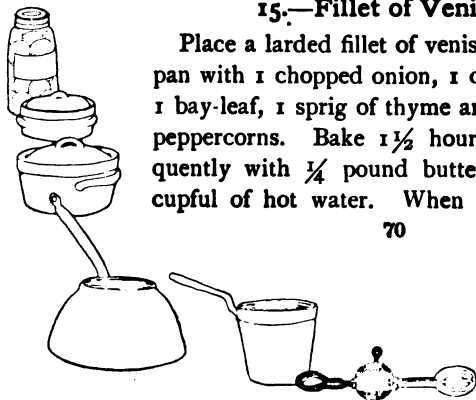 15.—Fillet of Veni
Place a larded fillet of venis
pan with 1 chopped onion, 1 c
1 bay-leaf, 1 sprig of thyme an
peppercorns. Bake 1½ hour
quently with ¼ pound butte
cupful of hot water. When
70